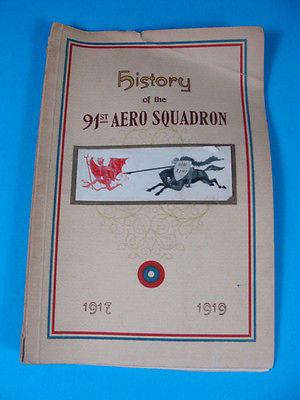 History
of the
91ST AERO SQUADRON
1917 1919